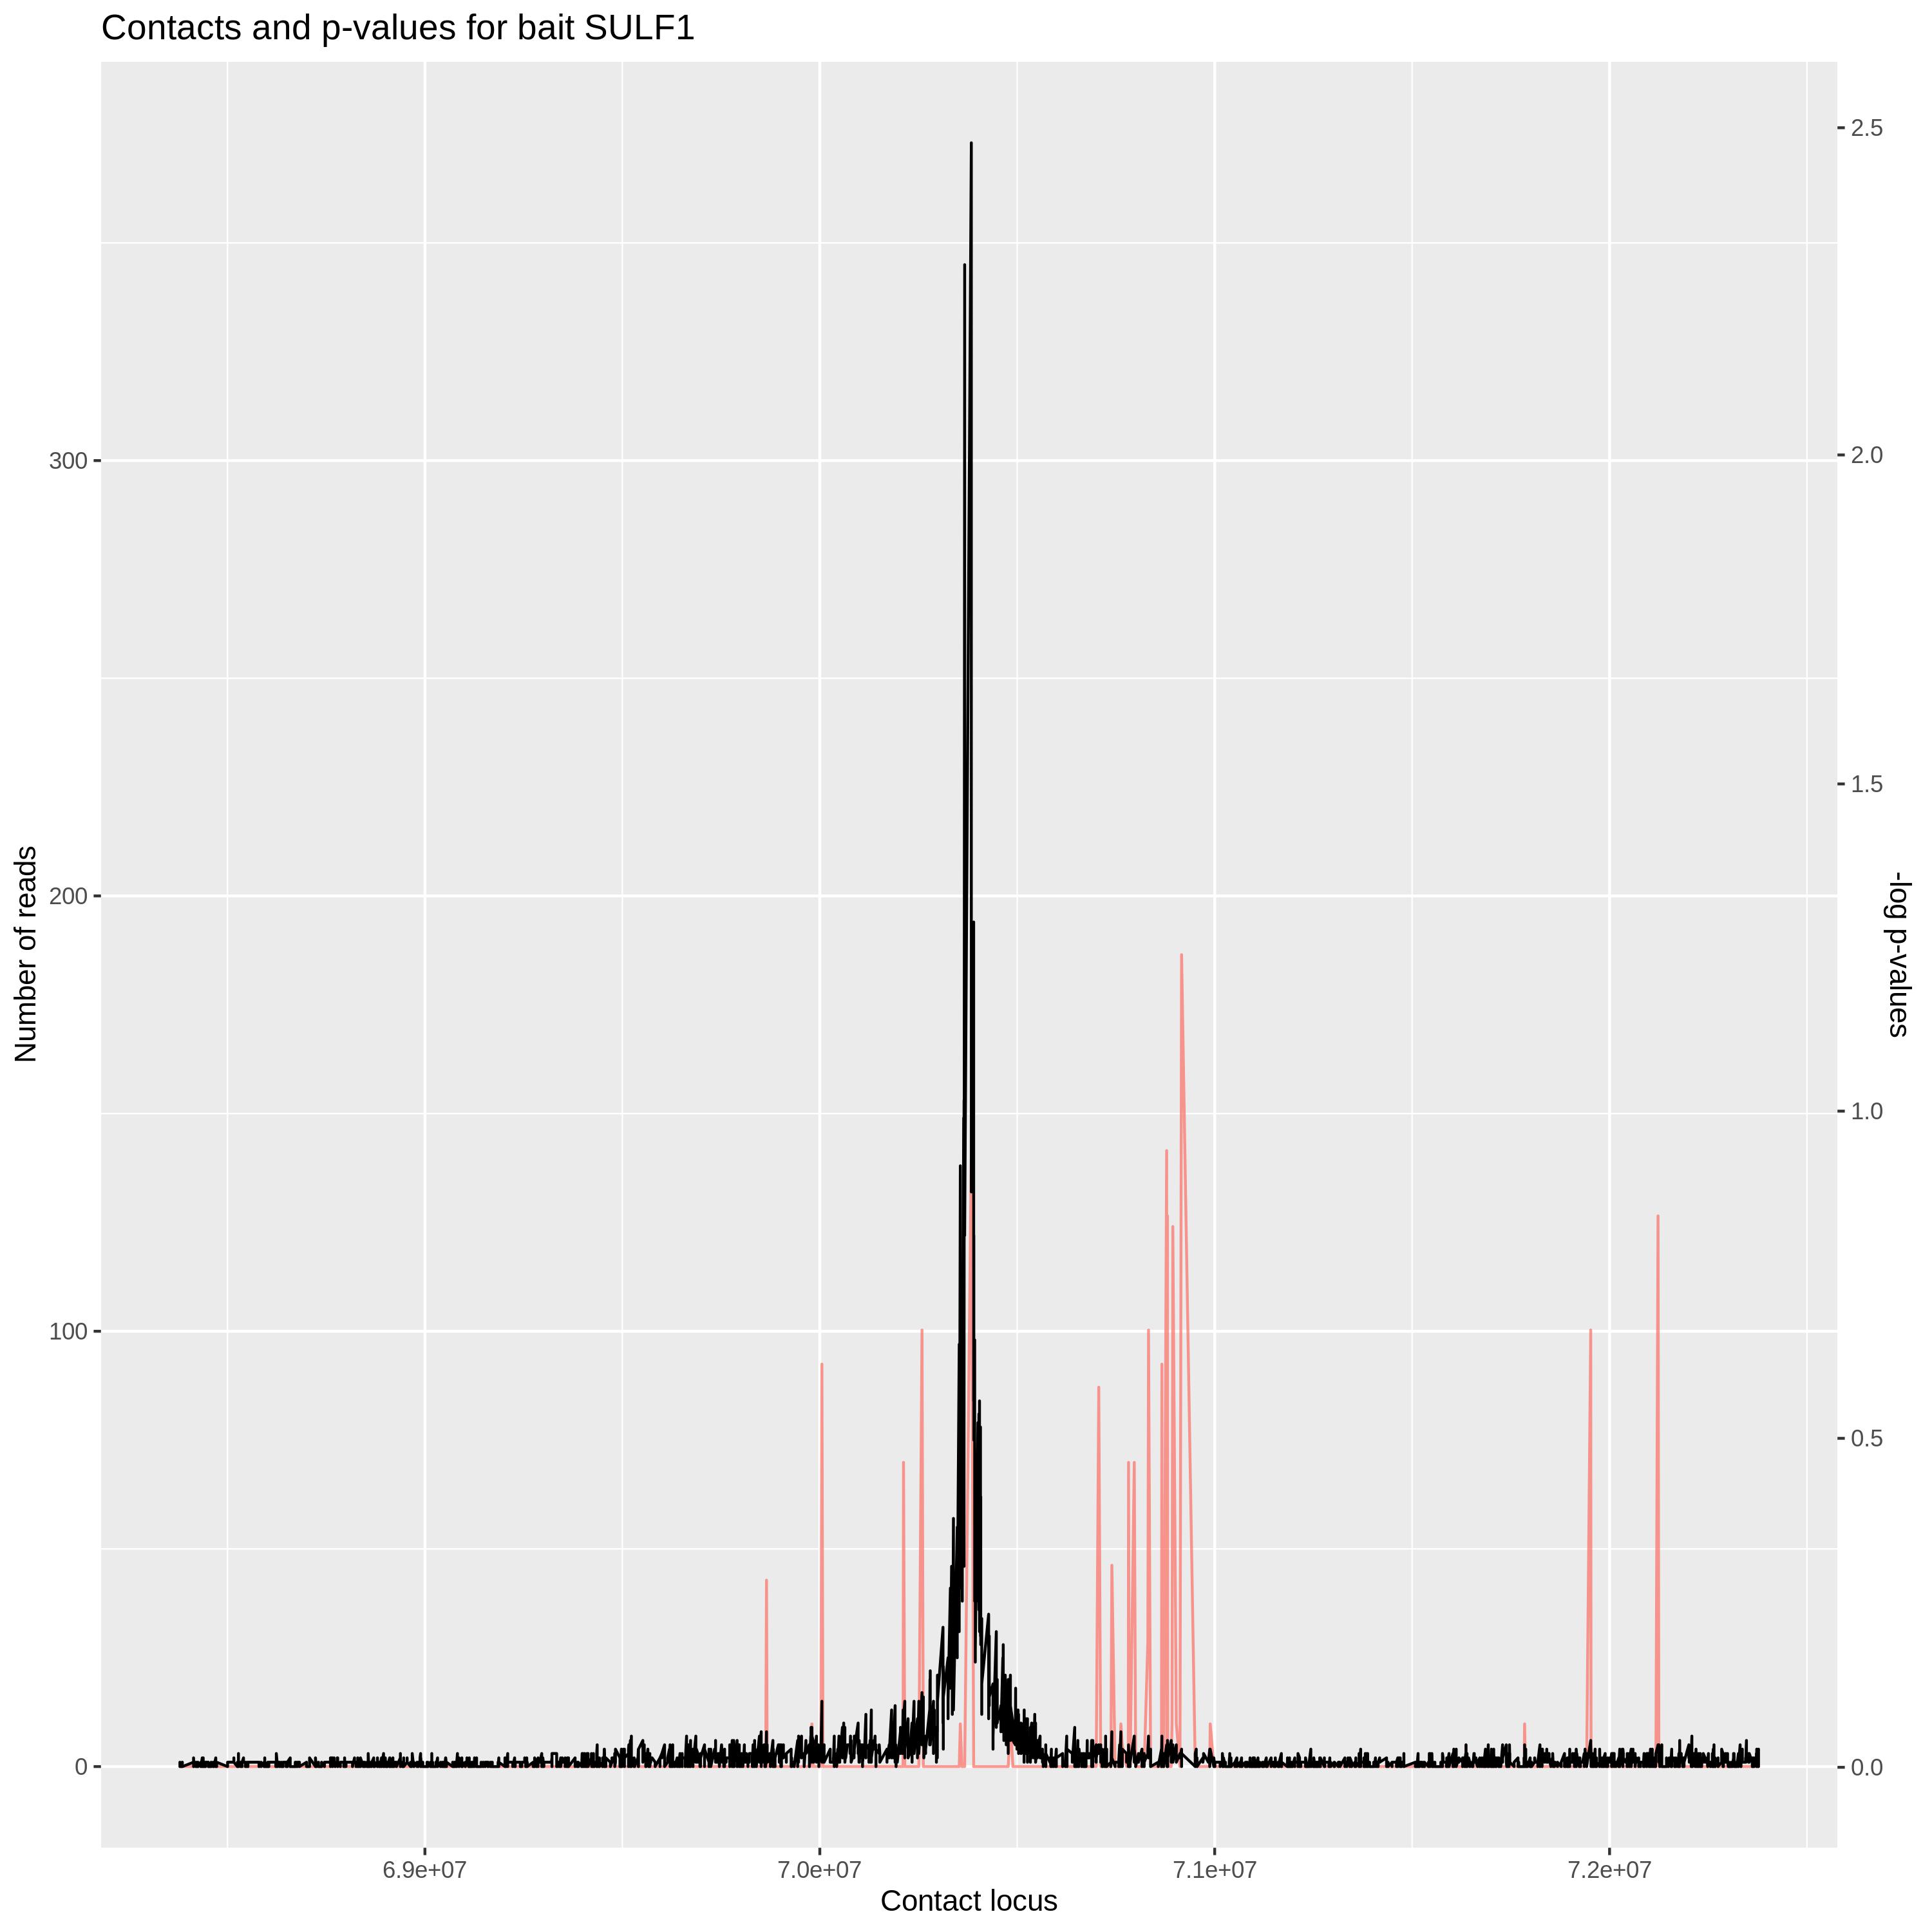 Contacts and p-values for bait SULF1
2.5
2.0
300
1.5
200
Number of reads
-log p-values
1.0
100
0.5
0
0.0
6.9e+07 7.0e+07 7.1e+07 7.2e+07
Contact locus